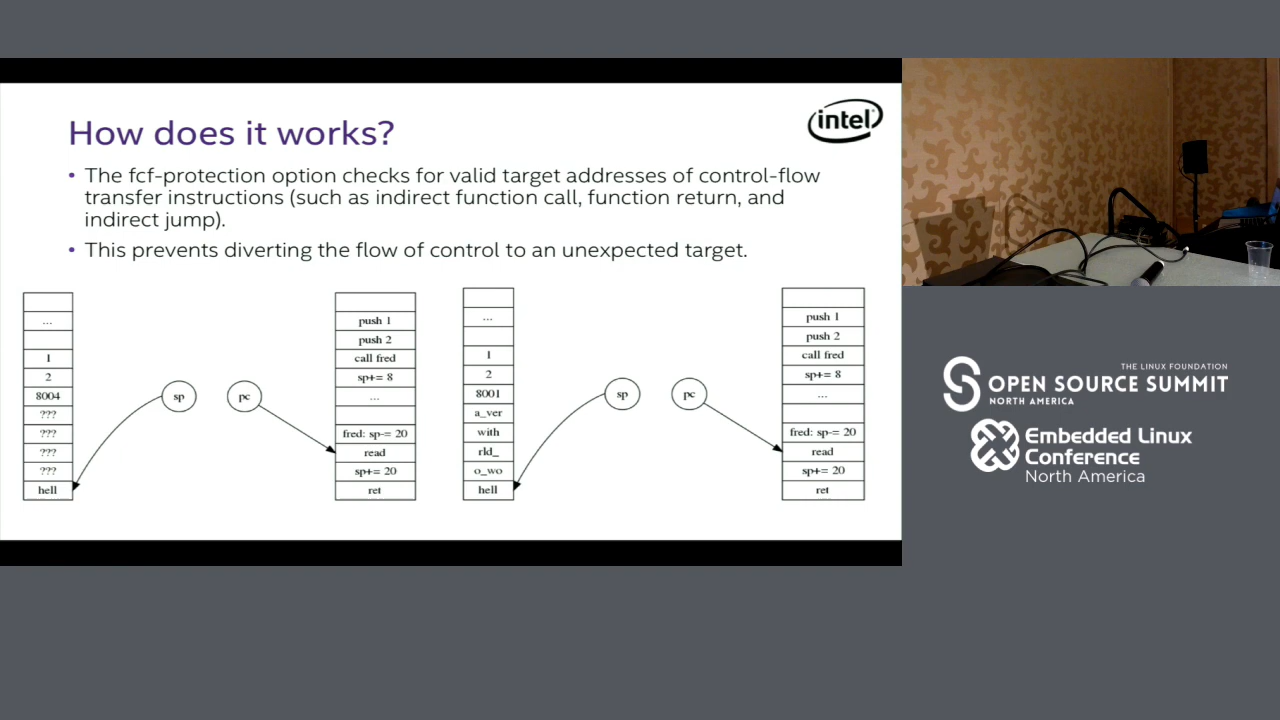 How does it works?
intel
• The fcf-protection option checks for valid target addresses of control-flow
transfer instructions (such as indirect function call, function return, and
indirect jump).
• This prevents diverting the flow of control to an unexpected target.
...
1
2
8004
???
???
???
???
hell
sp
pc
push 1
push 2
call fred
sp+= 8
...
fred: sp-= 20
read
sp+= 20
ret
...
1
2
8001
a_ver
with
rld_
o_wo
hell
sp
pc
push 1
push 2
call fred
sp+= 8
...
fred: sp-= 20
read
sp+= 20
ret
THE LINUX FOUNDATION
OPEN SOURCE SUMMIT
NORTH AMERICA
Embedded Linux
Conference
North America